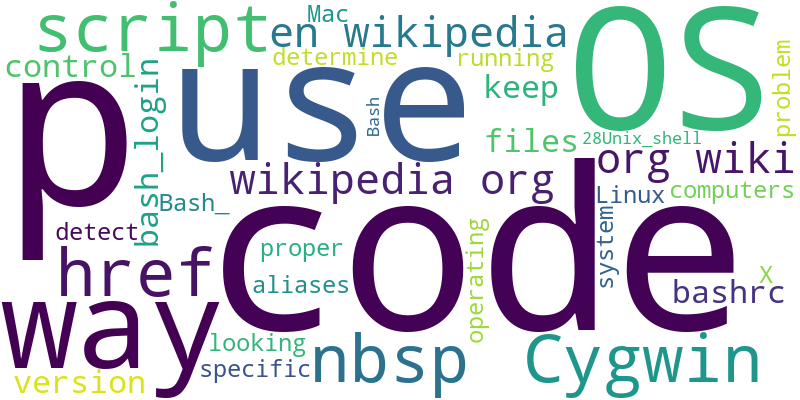 script
en wikipedia
Mac
OS
control
determine
running
p
use
keep
problem
bash_login
Bash
files
28Unix_shell
org wiki
wikipedia org
code
Linux
computers
Bash_
detect
href
proper
operating
system
X
aliases
bashrc
way
looking
nbsp
Cygwin
specific
version